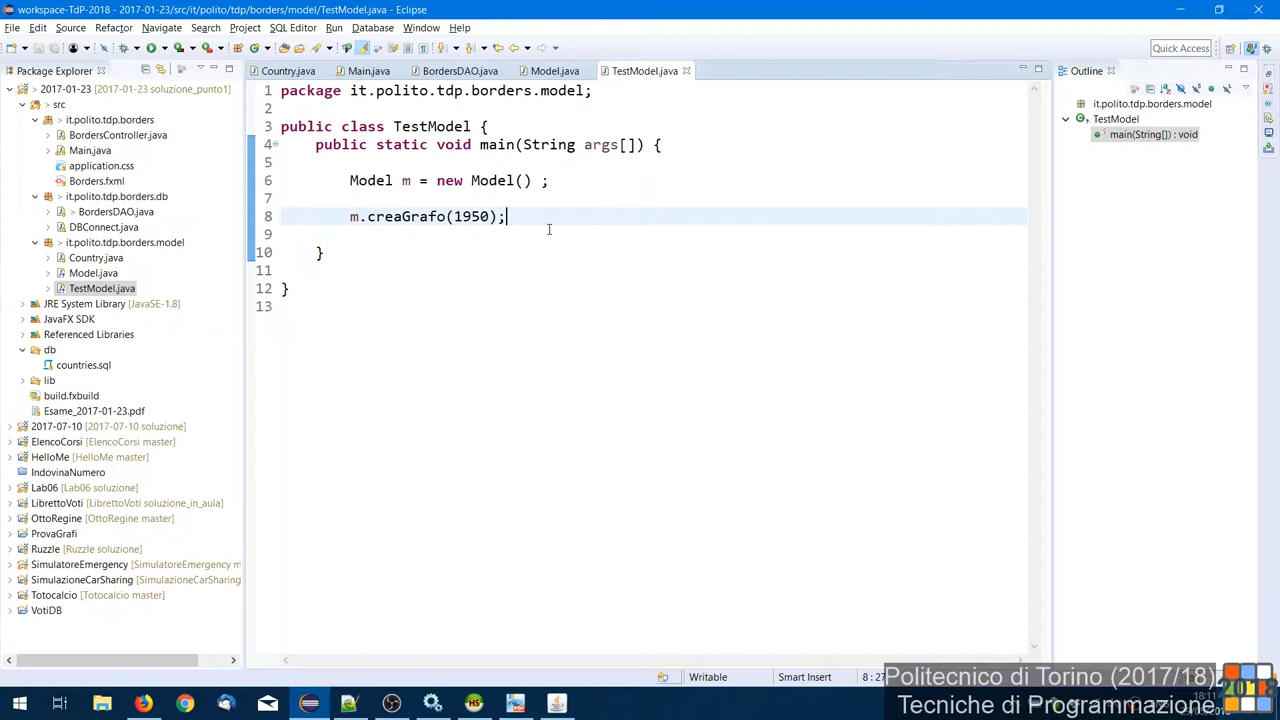 workspace-TdP-2018 - 2017-01-23/src/it/polito/tdp/borders/model/TestModel.java - Eclipse
File Edit Source Refactor Navigate Search Project SQL Editor Run Database Window Help
Quick Access
Package Explorer
Country.java Main.java BordersDAO.java Model.java TestModel.java
Outline
2017-01-23 [2017-01-23 soluzione_punto1]
src
it.polito.tdp.borders
BordersController.java
Main.java
application.css
Borders.fxml
it.polito.tdp.borders.db
BordersDAO.java
DBConnect.java
it.polito.tdp.borders.model
Country.java
Model.java
TestModel.java
JRE System Library [JavaSE-1.8]
JavaFX SDK
Referenced Libraries
db
countries.sql
lib
build.fxbuild
Esame_2017-01-23.pdf
2017-07-10 [2017-07-10 soluzione]
ElencoCorsi [ElencoCorsi master]
HelloMe [HelloMe master]
IndovinaNumero
Lab06 [Lab06 soluzione]
LibrettoVoti [LibrettoVoti soluzione_in_aula]
OttoRegine [OttoRegine master]
ProvaGrafi
Ruzzle [Ruzzle soluzione]
SimulatoreEmergency [SimulatoreEmergency master]
SimulazioneCarSharing [SimulazioneCarSharing
Totocalcio [Totocalcio master]
VotiDB
1 package it.polito.tdp.borders.model;
2
3 public class TestModel {
4 public static void main(String args[]) {
5
6 Model m = new Model() ;
7
8 m.creaGrafo(1950);
9
10 }
11
12 }
13
it.polito.tdp.borders.model
TestModel
main(String[]) : void
Writable Smart Insert
Politecnico di Torino (2017/18)
Tecniche di Programmazione
2018
18:11